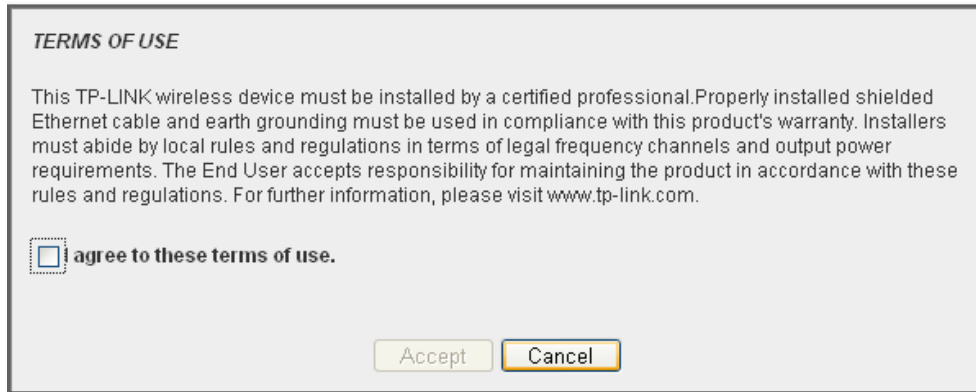 TERMS OF USE
This TP-LINK wireless device must be installed by a certified professional.Properly installed shielded
Ethernet cable and earth grounding must be used in compliance with this product's warranty. Installers
must abide by local rules and regulations in terms of legal frequency channels and output power
requirements. The End User accepts responsibility for maintaining the product in accordance with these
rules and regulations. For further information, please visit www.tp-link.com.
I agree to these terms of use.
Accept Cancel